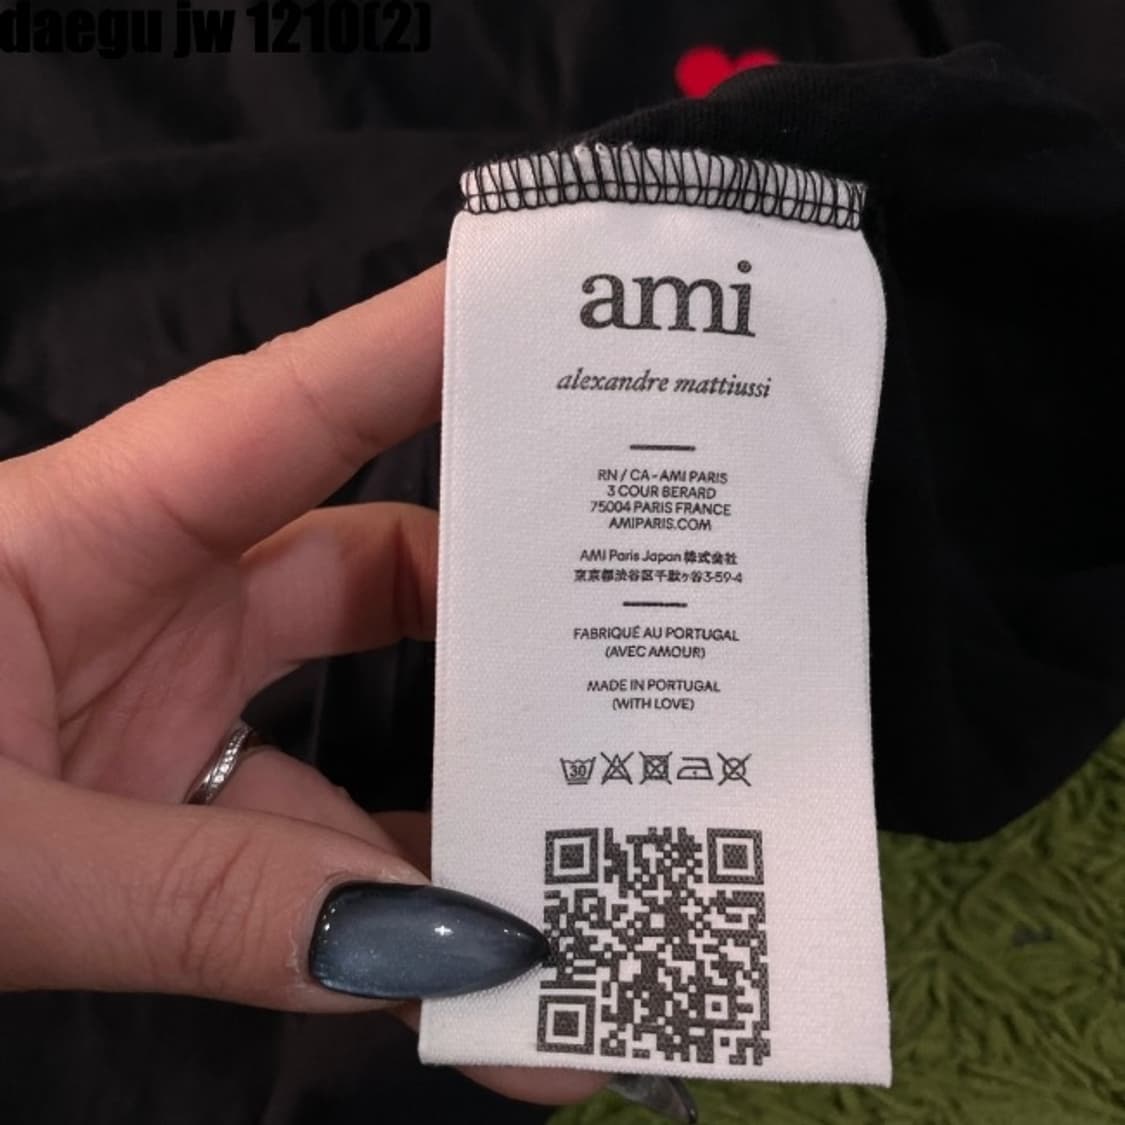 daegu jw 1210(2)
ami
alexandre mattiussi
RN / CA - AMI PARIS
3 COUR BERARD
75004 PARIS FRANCE
AMIPARIS.COM
AMI Paris Japan 株式会社
東京都渋谷区千駄ヶ谷3-59-4
FABRIQUÉ AU PORTUGAL
(AVEC AMOUR)
MADE IN PORTUGAL
(WITH LOVE)
30